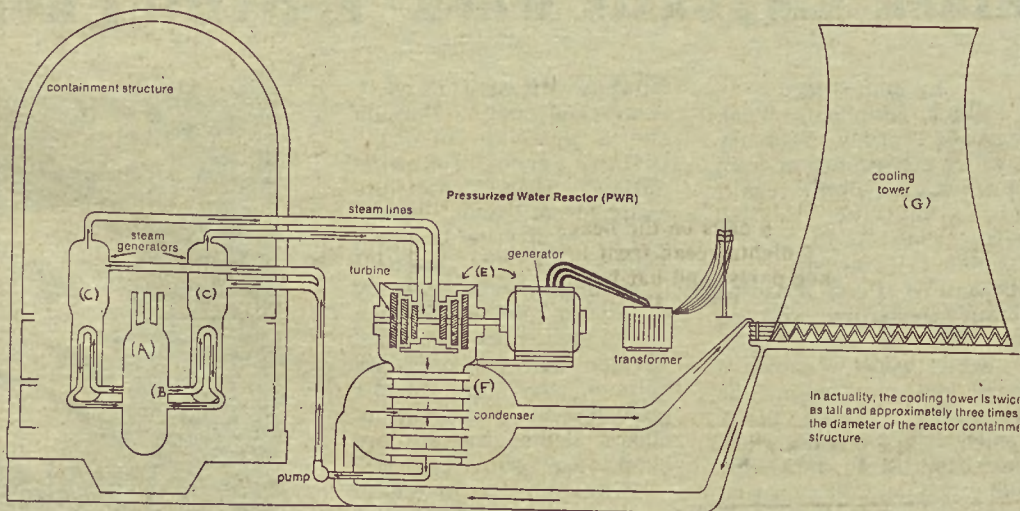 containment structure
cooling
tower
(G)
Pressurized Water Reactor (PWR)
steam lines
steam
generators
(E)
generator
turbine
(C)
(C)
(A)
(B)
(F)
transformer
condenser
pump
In actuality, the cooling tower is twice
as tall and approximately three times
the diameter of the reactor containme
structure.